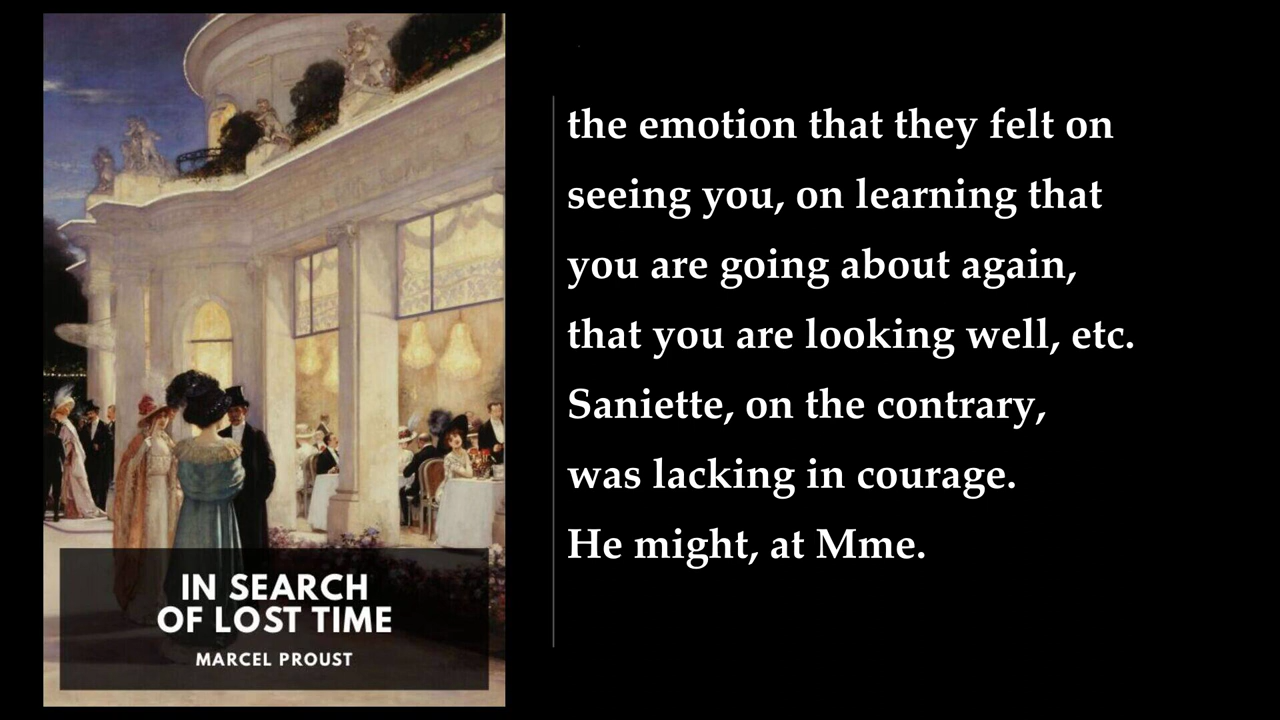 IN SEARCH
OF LOST TIME
MARCEL PROUST
the emotion that they felt on
seeing you, on learning that
you are going about again,
that you are looking well, etc.
Saniette, on the contrary,
was lacking in courage.
He might, at Mme.